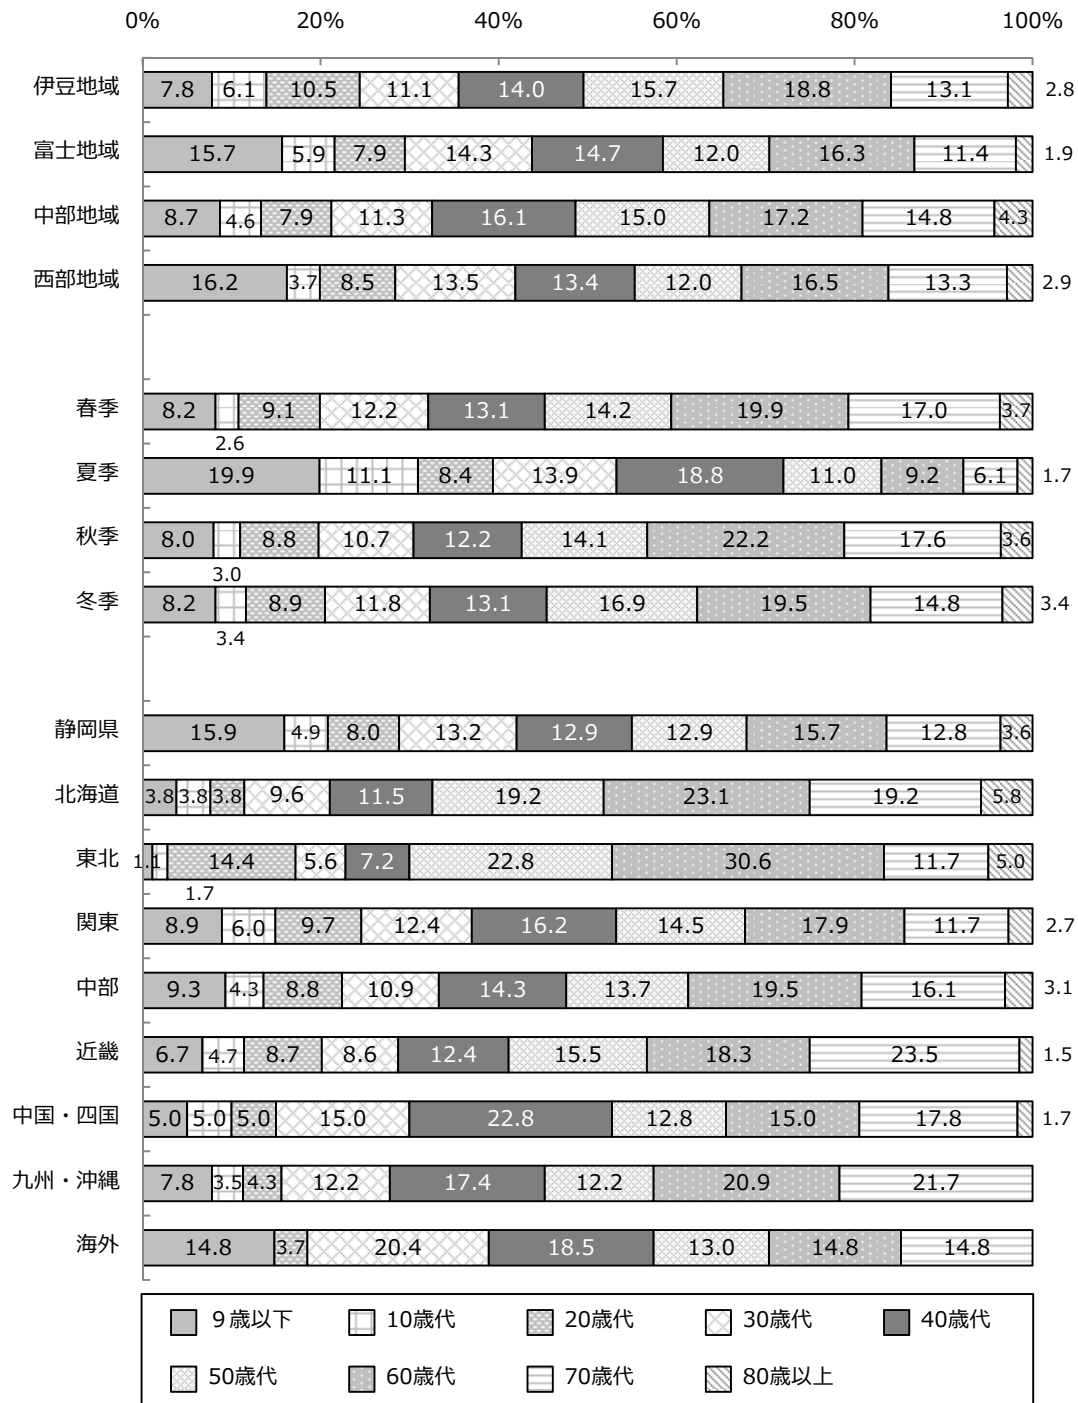 0% 20% 40% 60% 80% 100%
伊豆地域 7.8 6.1 10.5 11.1 14.0 15.7 18.8 13.1 2.8
富士地域 15.7 5.9 7.9 14.3 14.7 12.0 16.3 11.4 1.9
中部地域 8.7 4.6 7.9 11.3 16.1 15.0 17.2 14.8 4.3
西部地域 16.2 3.7 8.5 13.5 13.4 12.0 16.5 13.3 2.9
春季 8.2 9.1 12.2 13.1 14.2 19.9 17.0 3.7
2.6
夏季 19.9 11.1 8.4 13.9 18.8 11.0 9.2 6.1 1.7
秋季 8.0 8.8 10.7 12.2 14.1 22.2 17.6 3.6
3.0
冬季 8.2 8.9 11.8 13.1 16.9 19.5 14.8 3.4
3.4
静岡県 15.9 4.9 8.0 13.2 12.9 12.9 15.7 12.8 3.6
北海道 3.8 3.8 3.8 9.6 11.5 19.2 23.1 19.2 5.8
東北 1.1 14.4 5.6 7.2 22.8 30.6 11.7 5.0
1.7
関東 8.9 6.0 9.7 12.4 16.2 14.5 17.9 11.7 2.7
中部 9.3 4.3 8.8 10.9 14.3 13.7 19.5 16.1 3.1
近畿 6.7 4.7 8.7 8.6 12.4 15.5 18.3 23.5 1.5
中国・四国 5.0 5.0 5.0 15.0 22.8 12.8 15.0 17.8 1.7
九州・沖縄 7.8 3.5 4.3 12.2 17.4 12.2 20.9 21.7
海外 14.8 3.7 20.4 18.5 13.0 14.8 14.8
9歳以下 10歳代 20歳代 30歳代 40歳代
50歳代 60歳代 70歳代 80歳以上